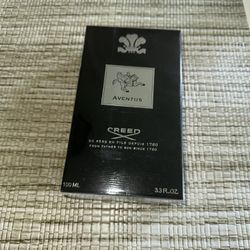 AVENTUS
CREED
DE PÈRE EN FILS DEPUIS 1760
FROM FATHER TO SON SINCE 1760
100 ML 3.3 FL.OZ.